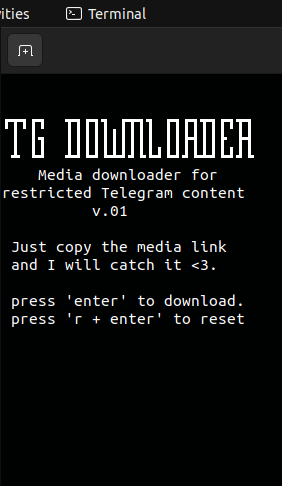 ities
Terminal
TG DOWNLOADER
Media downloader for
restricted Telegram content
v.01
Just copy the media link
and I will catch it <3.
press 'enter' to download.
press 'r + enter' to reset